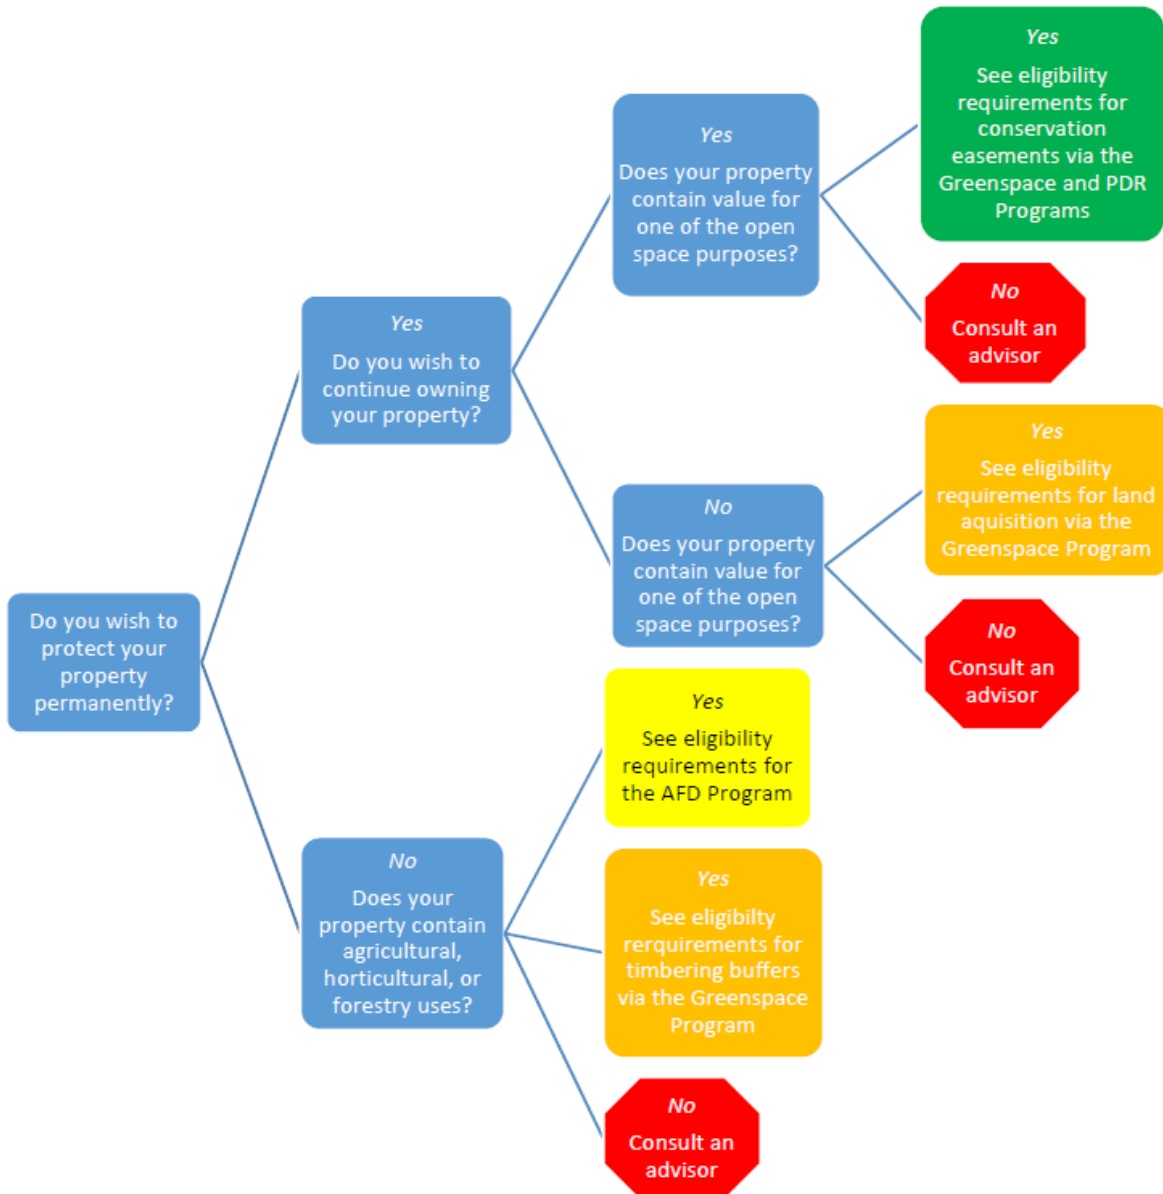 Do you wish to
protect your
property
permanently?
Yes
Do you wish to
continue owning
your property?
Yes
Does your property
contain value for
one of the open
space purposes?
Yes
See eligibility
requirements for
conservation
easements via the
Greenspace and PDR
Programs
No
Consult an
advisor
No
Does your property
contain value for
one of the open
space purposes?
Yes
See eligibility
requirements for land
aquisition via the
Greenspace Program
No
Consult an
advisor
No
Does your
property contain
agricultural,
horticultural, or
forestry uses?
Yes
See eligibility
requirements for
the AFD Program
Yes
See eligibilty
rerquirements for
timbering buffers
via the Greenspace
Program
No
Consult an
advisor